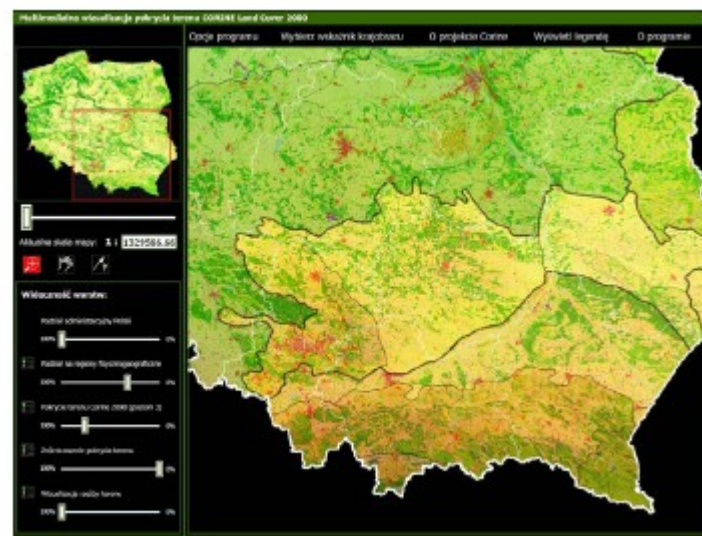 Multimedialna wizualizacja pokrycia terenu CORINE Land Cover 2000
Opcje programu Wybierz wskaźnik krajobrazu O projekcie Corine Wyświetl legendę O programie
Aktualna skala mapy: 1 : 1329586.66
Widoczność warstw:
Podział administracyjny Polski
100% 0%
Podział na regiony fizycznogeograficzne
100% 0%
Pokrycie terenu Corine 2000 (poziom 3)
100% 0%
Zróżnicowanie pokrycia terenu
100% 0%
Wizualizacja rzeźby terenu
100% 0%